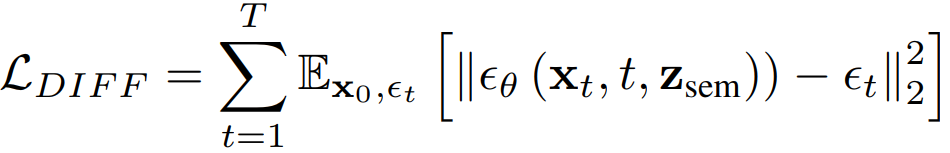 $\mathcal{L}_{DIFF} = \sum_{t=1}^{T} \mathbb{E}_{\mathbf{x}_0, \epsilon_t} \left[ \left\| \epsilon_\theta \left( \mathbf{x}_t, t, \mathbf{z}_{\text{sem}} \right) ) - \epsilon_t \right\|_2^2 \right]$